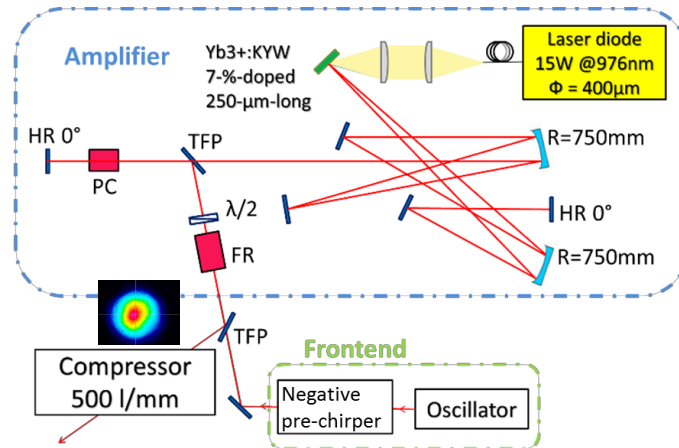 Amplifier
Yb3+:KYW
7-%-doped
250-μm-long
Laser diode
15W @976nm
Φ = 400μm
HR 0°
PC
TFP
R=750mm
λ/2
HR 0°
FR
R=750mm
TFP
Compressor
500 l/mm
Frontend
Negative
pre-chirper
Oscillator